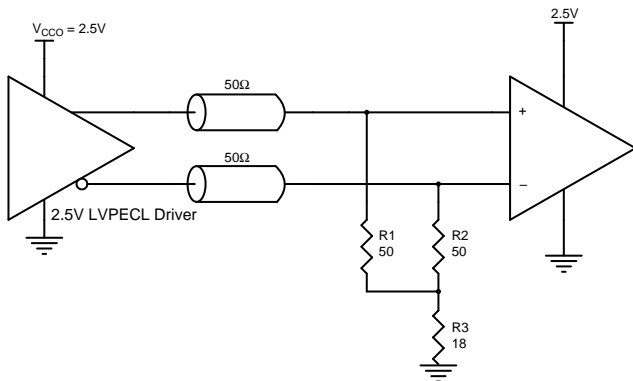 V_CCO = 2.5V
2.5V
50Ω
50Ω
+
−
2.5V LVPECL Driver
R1
50
R2
50
R3
18